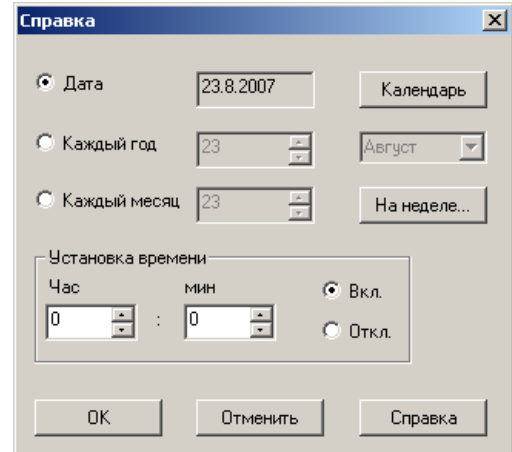 Справка
Дата 23.8.2007 Календарь
Каждый год 23 Август
Каждый месяц 23 На неделе...
Установка времени
Час мин Вкл.
0 : 0
Откл.
OK Отменить Справка